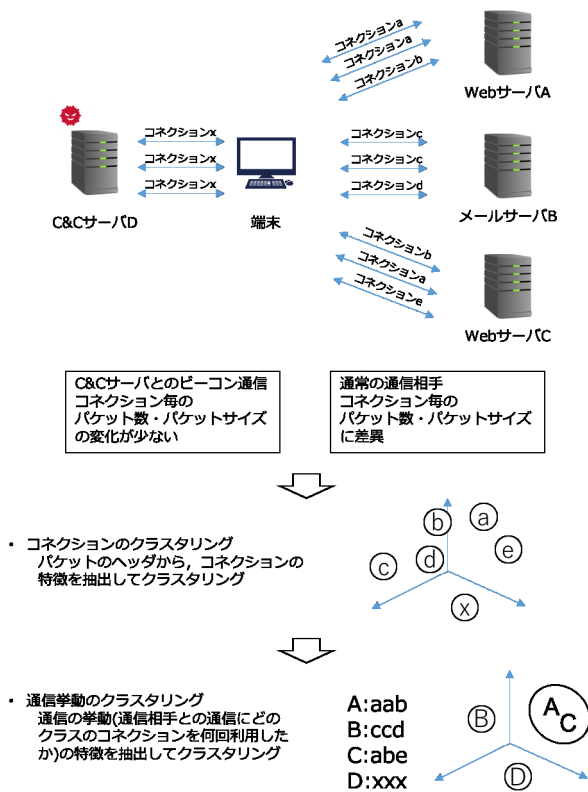 コネクションa
コネクションa
コネクションb
WebサーバA
コネクションx
コネクションx
コネクションx
C&CサーバD
端末
コネクションc
コネクションc
コネクションd
メールサーバB
コネクションb
コネクションa
コネクションe
WebサーバC
C&Cサーバとのビーコン通信
コネクション毎の
パケット数・パケットサイズ
の変化が少ない
通常の通信相手
コネクション毎の
パケット数・パケットサイズ
に差異
• コネクションのクラスタリング
パケットのヘッダから，コネクションの
特徴を抽出してクラスタリング
b
a
e
d
c
x
• 通信挙動のクラスタリング
通信の挙動(通信相手との通信にどの
クラスのコネクションを何回利用した
か)の特徴を抽出してクラスタリング
A:aab
B:ccd
C:abe
D:xxx
B
A
C
D